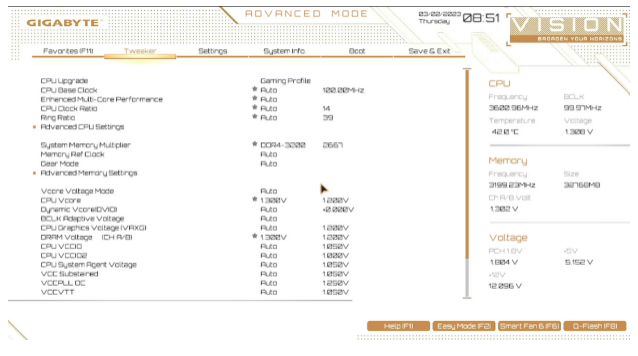 GIGABYTE™
ADVANCED MODE
03/02/2023
Thursday
08:51
VISION
BROADEN YOUR HORIZONS
Favorites (F11)
Tweaker
Settings
System Info.
Boot
Save & Exit
CPU Upgrade Gaming Profile
CPU Base Clock * Auto 100.00MHz
Enhanced Multi-Core Performance * Auto
CPU Clock Ratio * Auto 14
Ring Ratio * Auto 39
Advanced CPU Settings
System Memory Multiplier * DDR4-3200 2667
Memory Ref Clock Auto
Gear Mode Auto
Advanced Memory Settings
Vcore Voltage Mode Auto
CPU Vcore * 1.300V 1.200V
Dynamic Vcore(DVID) Auto +0.000V
BCLK Adaptive Voltage Auto
CPU Graphics Voltage (VAXG) Auto 1.200V
DRAM Voltage (CH A/B) * 1.300V 1.200V
CPU VCCIO Auto 1.050V
CPU VCCIO2 Auto 1.000V
CPU System Agent Voltage Auto 1.050V
VCC Substained Auto 1.050V
VCCPLL OC Auto 1.250V
VCCVTT Auto 1.050V
CPU
Frequency BCLK
3600.96MHz 99.97MHz
Temperature Voltage
42.0 °C 1.308 V
Memory
Frequency Size
3199.23MHz 32768MB
Ch A/B Volt
1.302 V
Voltage
PCH 1.8V +5V
1.804 V 5.152 V
+12V
12.096 V
Help (F1)
Easy Mode (F2)
Smart Fan 6 (F6)
Q-Flash (F8)